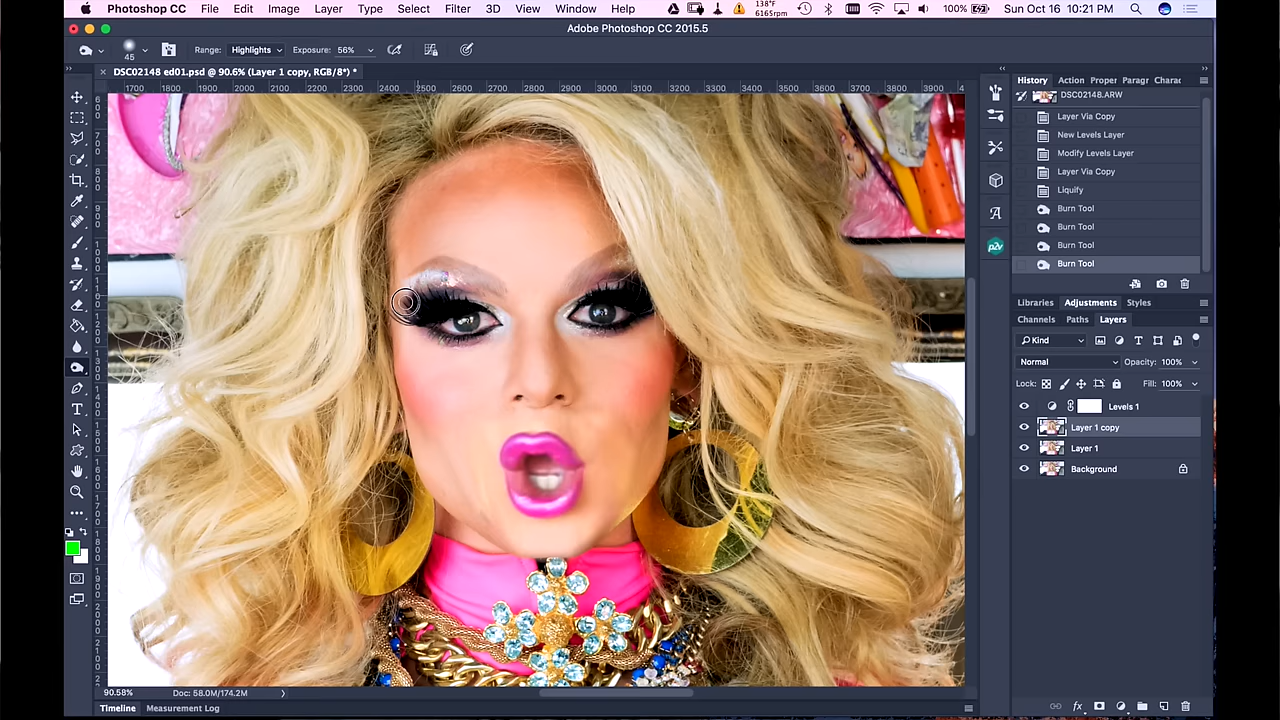 Photoshop CC File Edit Image Layer Type Select Filter 3D View Window Help 138°F 6165rpm 100% Sun Oct 16 10:21 PM
Adobe Photoshop CC 2015.5
45 Range: Highlights Exposure: 56%
DSC02148 ed01.psd @ 90.6% (Layer 1 copy, RGB/8*) *
1700 1800 1900 2000 2100 2200 2300 2400 2500 2600 2700 2800 2900 3000 3100 3200 3300 3400 3500 3600 3700 3800 3900 4
History Action Proper Paragr Charac
DSC02148.ARW
Layer Via Copy
New Levels Layer
Modify Levels Layer
Layer Via Copy
Liquify
Burn Tool
Burn Tool
Burn Tool
Burn Tool
A
p2v
Libraries Adjustments Styles
Channels Paths Layers
Kind
Normal Opacity: 100%
Lock: Fill: 100%
Levels 1
Layer 1 copy
Layer 1
Background
90.58% Doc: 58.0M/174.2M
Timeline Measurement Log
fx